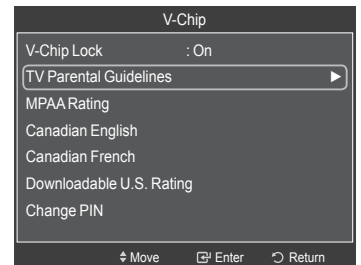 V-Chip
V-Chip Lock : On
TV Parental Guidelines ►
MPAA Rating
Canadian English
Canadian French
Downloadable U.S. Rating
Change PIN
Move Enter Return